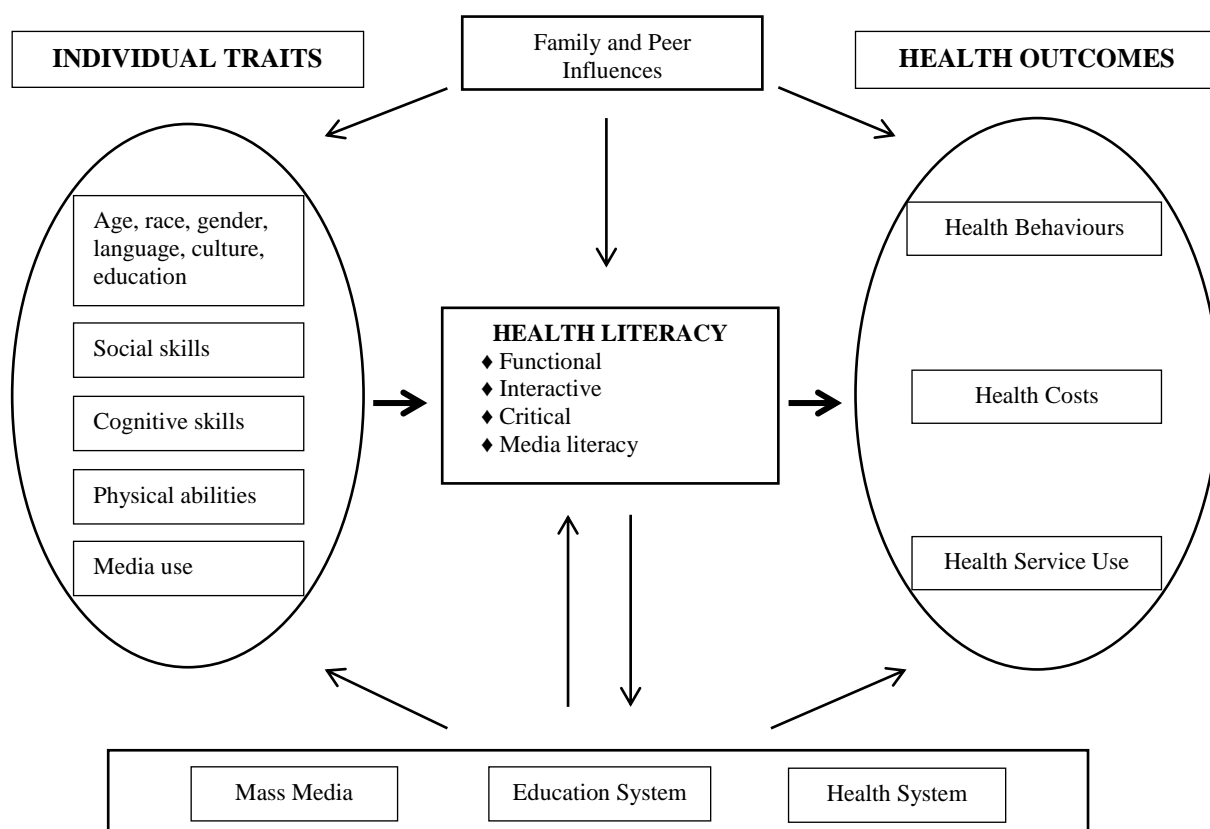 INDIVIDUAL TRAITS
Family and Peer
Influences
HEALTH OUTCOMES
Age, race, gender,
language, culture,
education
Social skills
Cognitive skills
Physical abilities
Media use
HEALTH LITERACY
♦ Functional
♦ Interactive
♦ Critical
♦ Media literacy
Health Behaviours
Health Costs
Health Service Use
Mass Media
Education System
Health System